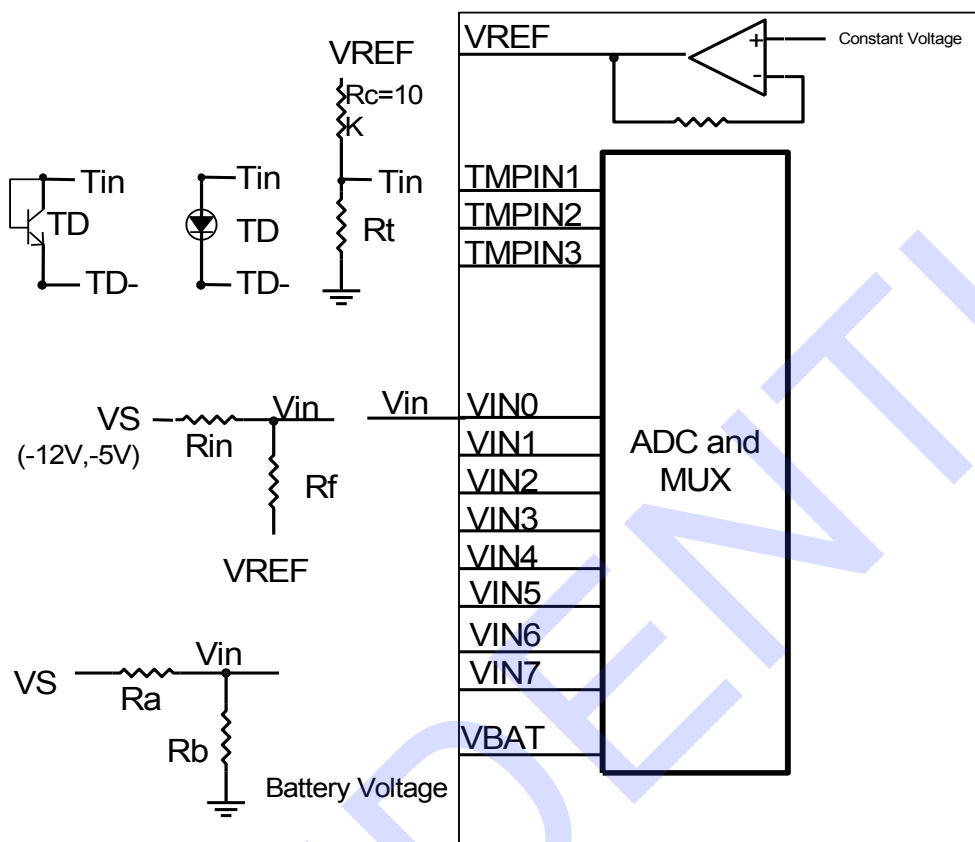 VREF
Constant Voltage
+
-
VREF
Rc=10
K
Tin
TD
TD-
Tin
TD
TD-
Tin
Rt
TMPIN1
TMPIN2
TMPIN3
VS
(-12V,-5V)
Rin
Vin
Rf
VREF
Vin
VIN0
VIN1
VIN2
VIN3
VIN4
VIN5
VIN6
VIN7
VBAT
ADC and
MUX
VS
Ra
Vin
Rb
Battery Voltage
DENTI